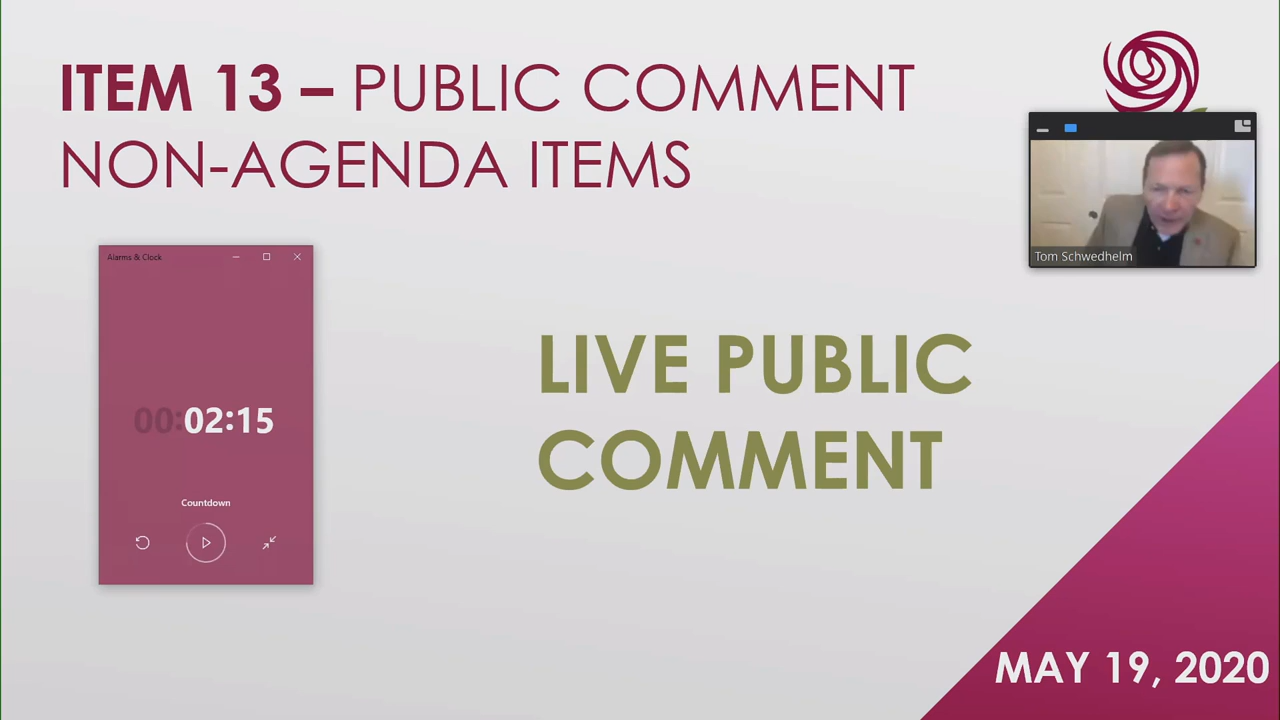 ITEM 13 – PUBLIC COMMENT
NON-AGENDA ITEMS
Tom Schwedhelm
Alarms & Clock
00:02:15
Countdown
LIVE PUBLIC
COMMENT
MAY 19, 2020